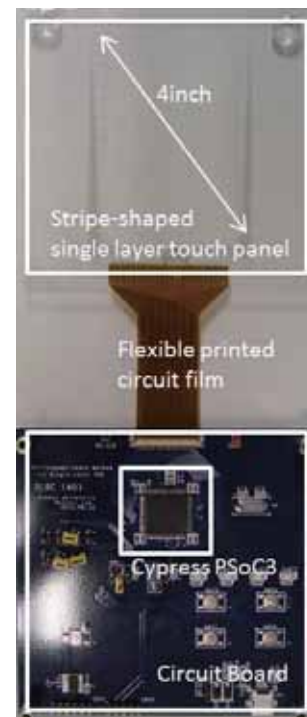 4inch
Stripe-shaped
single layer touch panel
Flexible printed
circuit film
Cypress PSoC3
Circuit Board